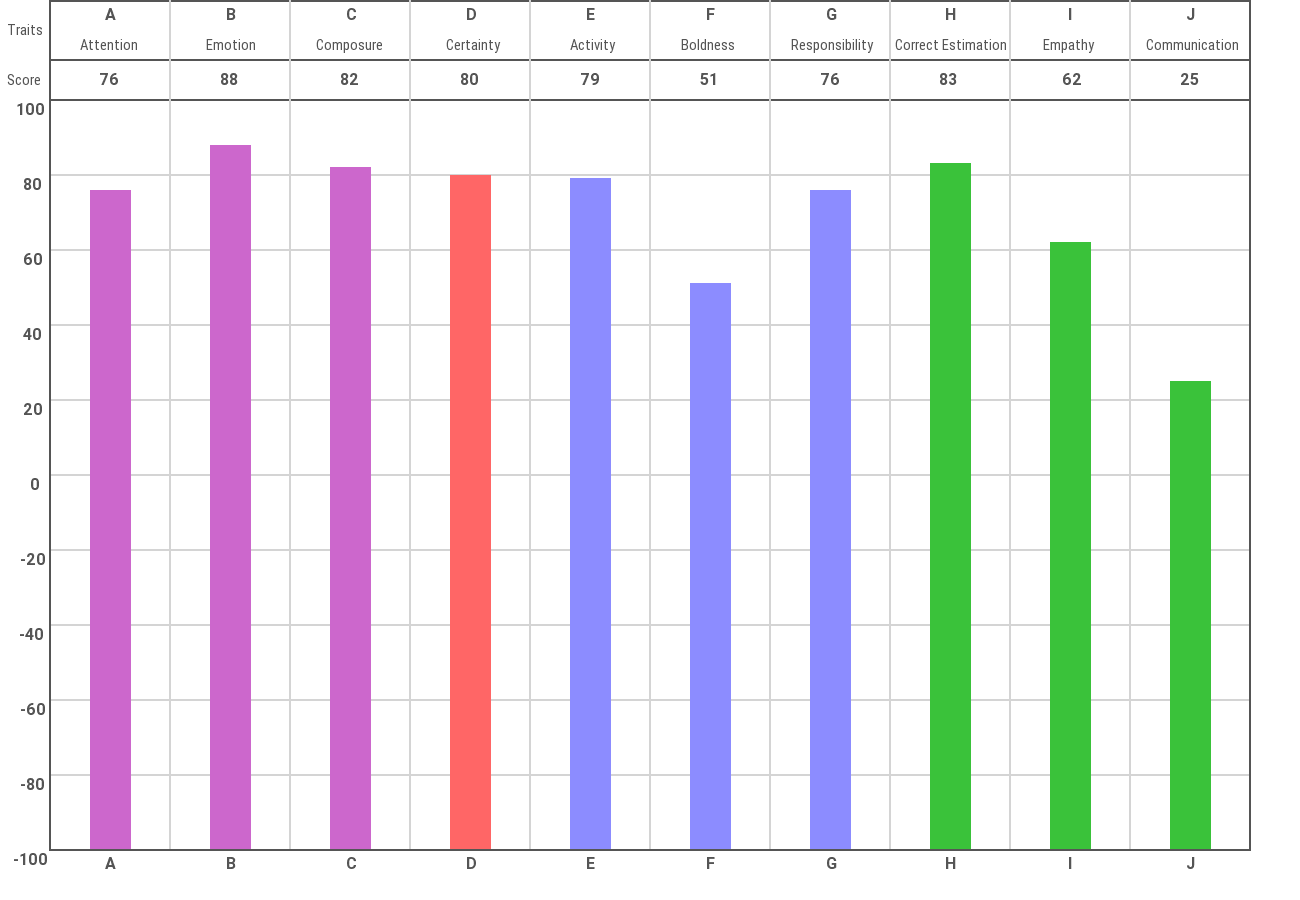 A B C D E F G H I J
Traits
Attention Emotion Composure Certainty Activity Boldness Responsibility Correct Estimation Empathy Communication
Score 76 88 82 80 79 51 76 83 62 25
100
80
60
40
20
0
-20
-40
-60
-80
-100
A B C D E F G H I J